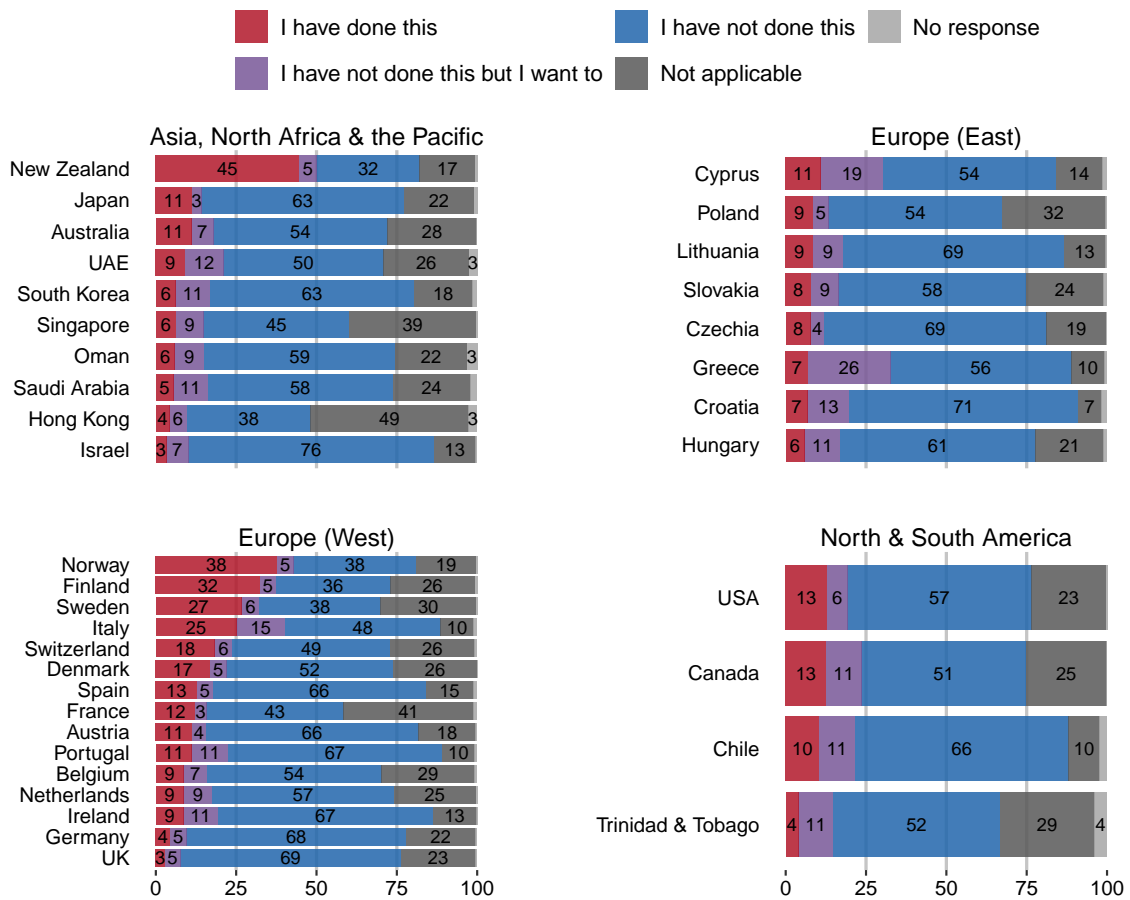 I have done this
I have not done this
No response
I have not done this but I want to
Not applicable
Asia, North Africa & the Pacific
New Zealand 45 5 32 17
Japan 11 3 63 22
Australia 11 7 54 28
UAE 9 12 50 26 3
South Korea 6 11 63 18
Singapore 6 9 45 39
Oman 6 9 59 22 3
Saudi Arabia 5 11 58 24
Hong Kong 4 6 38 49 3
Israel 3 7 76 13
Europe (East)
Cyprus 11 19 54 14
Poland 9 5 54 32
Lithuania 9 9 69 13
Slovakia 8 9 58 24
Czechia 8 4 69 19
Greece 7 26 56 10
Croatia 7 13 71 7
Hungary 6 11 61 21
Europe (West)
Norway 38 5 38 19
Finland 32 5 36 26
Sweden 27 6 38 30
Italy 25 15 48 10
Switzerland 18 6 49 26
Denmark 17 5 52 26
Spain 13 5 66 15
France 12 3 43 41
Austria 11 4 66 18
Portugal 11 11 67 10
Belgium 9 7 54 29
Netherlands 9 9 57 25
Ireland 9 11 67 13
Germany 4 5 68 22
UK 3 5 69 23
0 25 50 75 100
North & South America
USA 13 6 57 23
Canada 13 11 51 25
Chile 10 11 66 10
Trinidad & Tobago 4 11 52 29 4
0 25 50 75 100